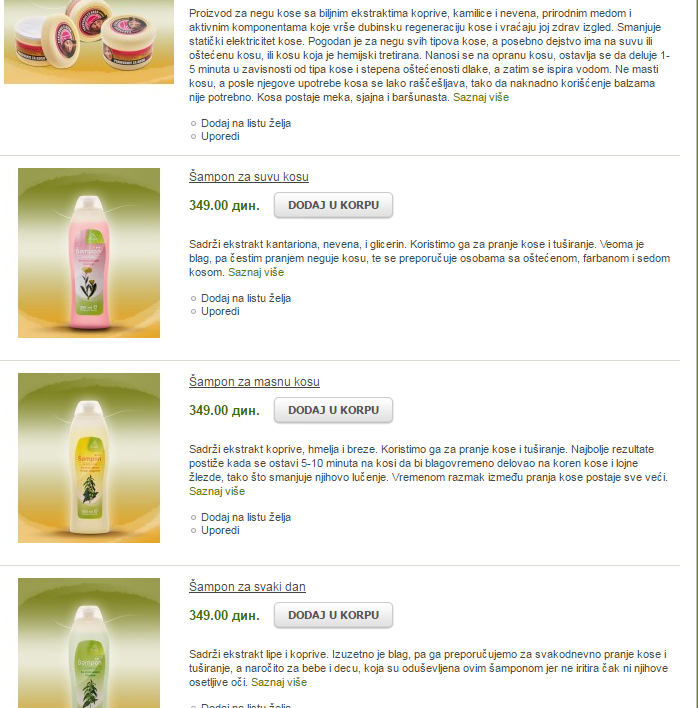 Proizvod za negu kose sa biljnim ekstraktima koprive, kamilice i nevena, prirodnim medom i
aktivnim komponentama koje vrše dubinsku regeneraciju kose i vraćaju joj zdrav izgled. Smanjuje
statički elektricitet kose. Pogodan je za negu svih tipova kose, a posebno dejstvo ima na suvu ili
oštećenu kosu, ili kosu koja je hemijski tretirana. Nanosi se na opranu kosu, ostavlja se da deluje 1-
5 minuta u zavisnosti od tipa kose i stepena oštećenosti dlake, a zatim se ispira vodom. Ne masti
kosu, a posle njegove upotrebe kosa se lako raščešljava, tako da naknadno korišćenje balzama
nije potrebno. Kosa postaje meka, sjajna i baršunasta. Saznaj više
Dodaj na listu želja
Uporedi
Šampon za suvu kosu
349.00 дин. DODAJ U KORPU
Sadrži ekstrakt kantariona, nevena, i glicerin. Koristimo ga za pranje kose i tuširanje. Veoma je
blag, pa čestim pranjem neguje kosu, te se preporučuje osobama sa oštećenom, farbanom i sedom
kosom. Saznaj više
Dodaj na listu želja
Uporedi
Šampon za masnu kosu
349.00 дин. DODAJ U KORPU
Šampon
Sadrži ekstrakt koprive, hmelja i breze. Koristimo ga za pranje kose i tuširanje. Najbolje rezultate
postiže kada se ostavi 5-10 minuta na kosi da bi blagovremeno delovao na koren kose i lojne
žlezde, tako što smanjuje njihovo lučenje. Vremenom razmak između pranja kose postaje sve veći.
Saznaj više
Dodaj na listu želja
Uporedi
Šampon za svaki dan
349.00 дин. DODAJ U KORPU
Šampon
Sadrži ekstrakt lipe i koprive. Izuzetno je blag, pa ga preporučujemo za svakodnevno pranje kose i
tuširanje, a naročito za bebe i decu, koja su oduševljena ovim šamponom jer ne iritira čak ni njihove
osetljive oči. Saznaj više
Dodaj na listu želja